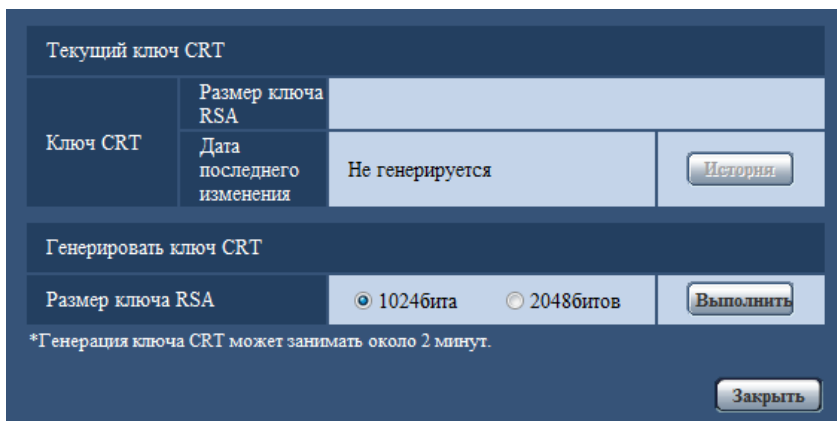 Текущий ключ CRT
Ключ CRT
Размер ключа
RSA
Дата
последнего
изменения
Не генерируется
История
Генерировать ключ CRT
Размер ключа RSA
1024бита
2048битов
Выполнить
*Генерация ключа CRT может занимать около 2 минут.
Закрыть